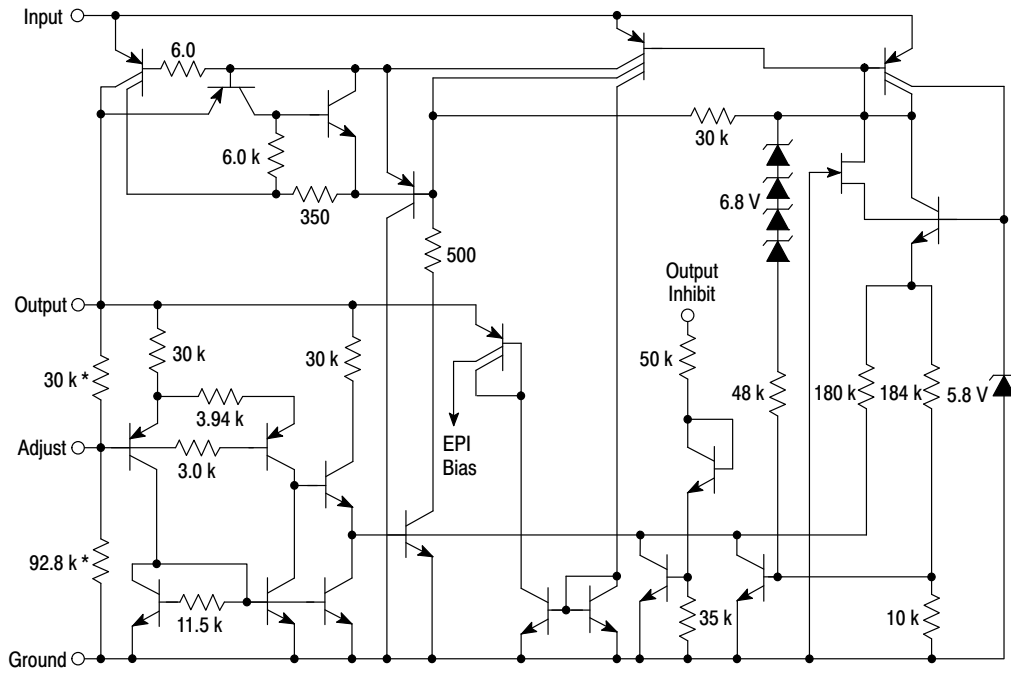 Input
6.0
30 k
6.0 k
350
6.8 V
500
Output
Inhibit
Output
30 k
30 k
50 k
30 k *
3.94 k
48 k
180 k
184 k
5.8 V
Adjust
3.0 k
EPI
Bias
92.8 k *
11.5 k
35 k
10 k
Ground